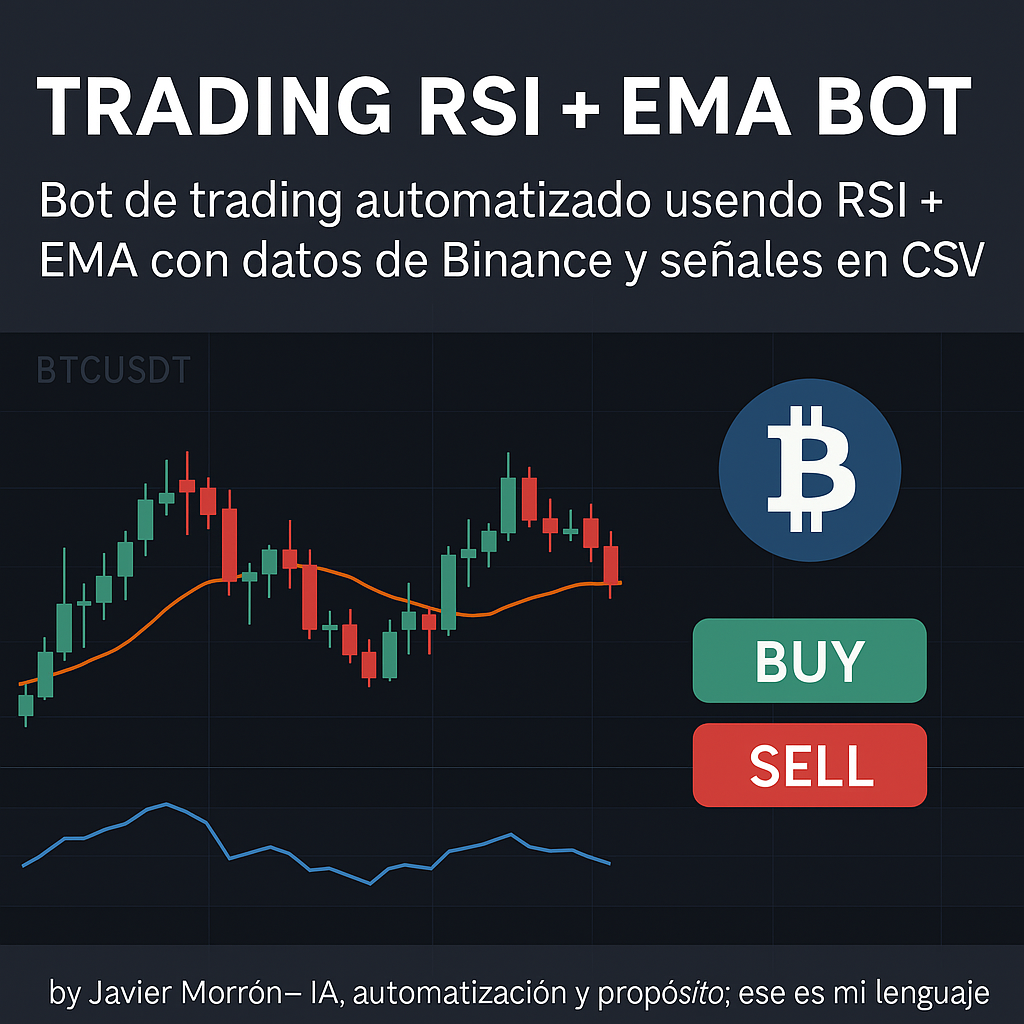 TRADING RSI + EMA BOT
Bot de trading automatizado usendo RSI +
EMA con datos de Binance y señales en CSV
BTCUSDT
BUY
SELL
by Javier Morrón– IA, automatización y propósito; ese es mi lenguaje